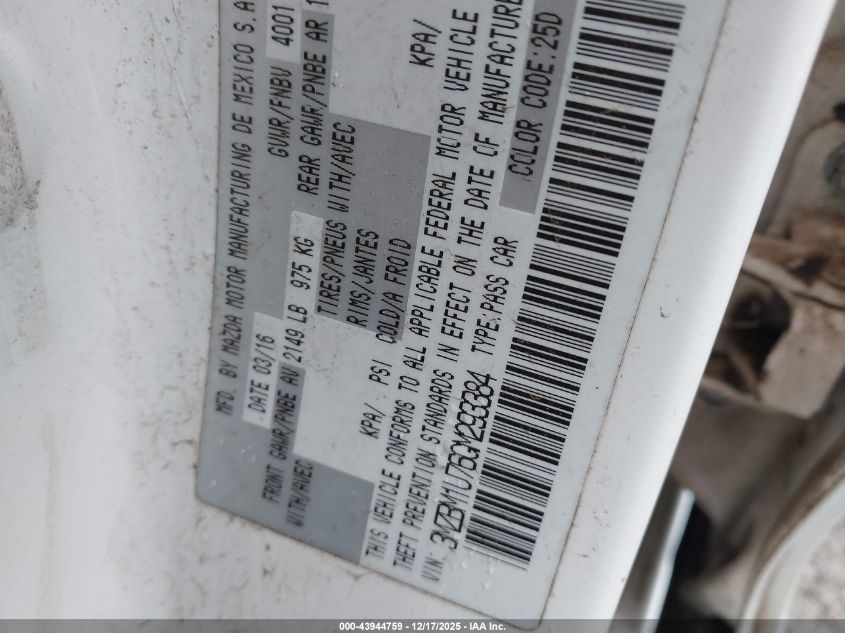 MFD. BY MAZDA MOTOR MANUFACTURING DE MEXICO S.A
DATE 03/16 GVWR/PNBV 4001
FRONT GAWR/PNBE AV 2149 LB 975 KG REAR GAWR/PNBE AR 1
WITH/AVEC TIRES/PNEUS WITH/AVEC
RIMS/JANTES
KPA/ PSI COLD/A FROID KPA/
THIS VEHICLE CONFORMS TO ALL APPLICABLE FEDERAL MOTOR VEHICLE
THEFT PREVENTION STANDARDS IN EFFECT ON THE DATE OF MANUFACTURE
VIN: 3MZBM1U76GM293384 TYPE:PASS CAR COLOR CODE:25D
000-43944759 - 12/17/2025 - IAA Inc.